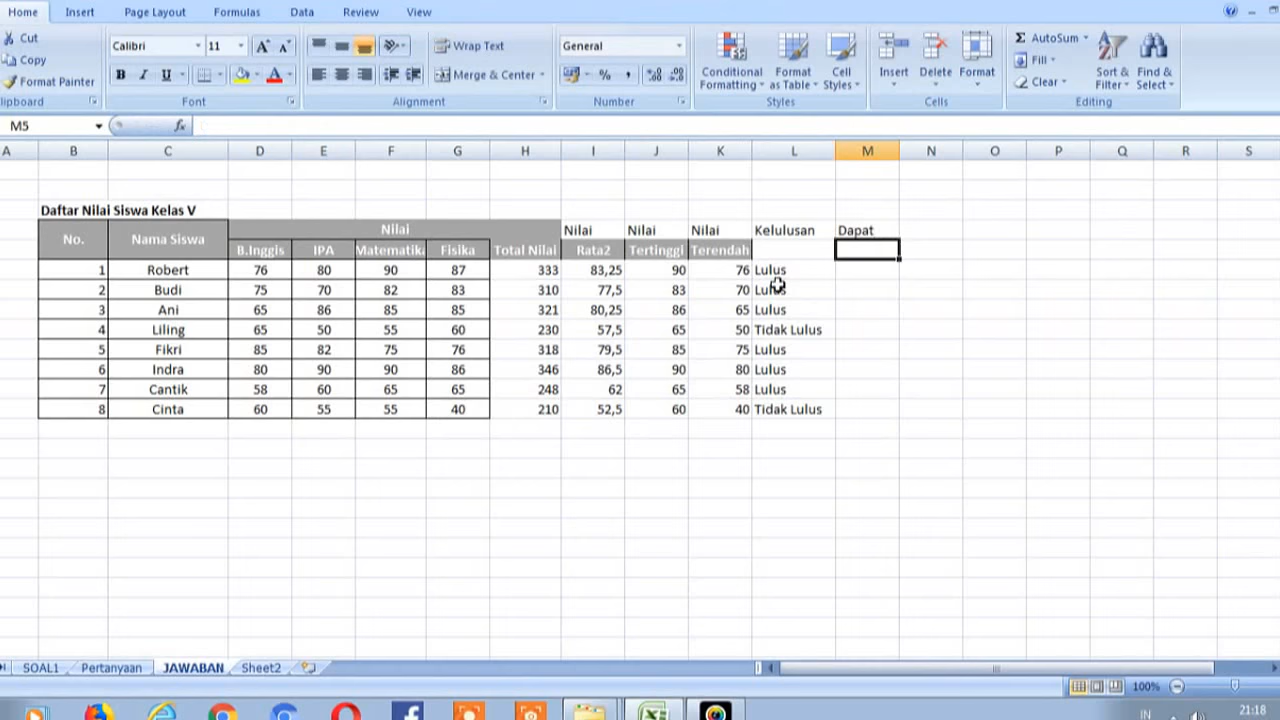 Home Insert Page Layout Formulas Data Review View
Cut
Copy
Format Painter
lipboard
Calibri 11
B I U
Font
Wrap Text
Merge & Center
Alignment
General
Number
Conditional Formatting
Format as Table
Cell Styles
Styles
Insert Delete Format
Cells
Σ AutoSum
Fill
Clear
Sort & Filter
Find & Select
Editing
M5 fx
A B C D E F G H I J K L M N O P Q R S
Daftar Nilai Siswa Kelas V
No. Nama Siswa Nilai Nilai Nilai Nilai Kelulusan Dapat
B.Inggis IPA Matematika Fisika Total Nilai Rata2 Tertinggi Terendah
1 Robert 76 80 90 87 333 83,25 90 76 Lulus
2 Budi 75 70 82 83 310 77,5 83 70 Lulus
3 Ani 65 86 85 85 321 80,25 86 65 Lulus
4 Liling 65 50 55 60 230 57,5 65 50 Tidak Lulus
5 Fikri 85 82 75 76 318 79,5 85 75 Lulus
6 Indra 80 90 90 86 346 86,5 90 80 Lulus
7 Cantik 58 60 65 65 248 62 65 58 Lulus
8 Cinta 60 55 55 40 210 52,5 60 40 Tidak Lulus
SOAL1 Pertanyaan JAWABAN Sheet2
100%
IN 21:18